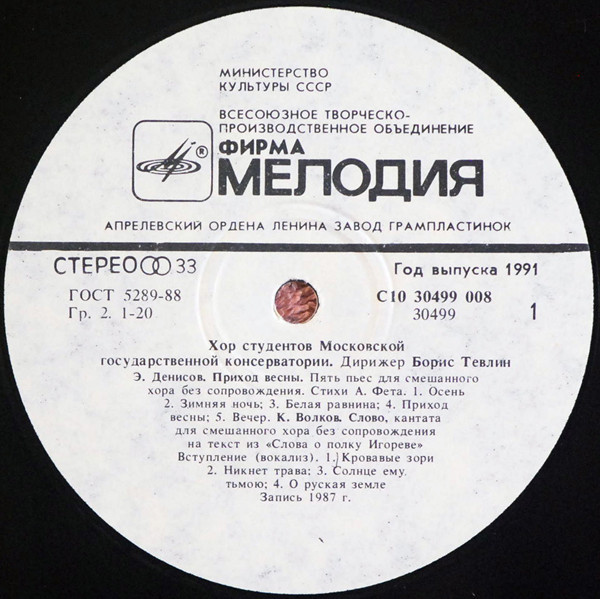 МИНИСТЕРСТВО
КУЛЬТУРЫ СССР
ВСЕСОЮЗНОЕ ТВОРЧЕСКО-
ПРОИЗВОДСТВЕННОЕ ОБЪЕДИНЕНИЕ
®
ФИРМА
МЕЛОДИЯ
АПРЕЛЕВСКИЙ ОРДЕНА ЛЕНИНА ЗАВОД ГРАМПЛАСТИНОК
СТЕРЕО 33
Год выпуска 1991
ГОСТ 5289-88
С10 30499 008
Гр. 2. 1-20
30499
1
Хор студентов Московской
государственной консерватории. Дирижер Борис Тевлин
Э. Денисов. Приход весны. Пять пьес для смешанного
хора без сопровождения. Стихи А. Фета. 1. Осень
2. Зимняя ночь; 3. Белая равнина; 4. Приход
весны; 5. Вечер. К. Волков. Слово, кантата
для смешанного хора без сопровождения
на текст из «Слова о полку Игореве»
Вступление (вокализ). 1. Кровавые зори
2. Никнет трава; 3. Солнце ему
тьмою; 4. О руская земле
Запись 1987 г.